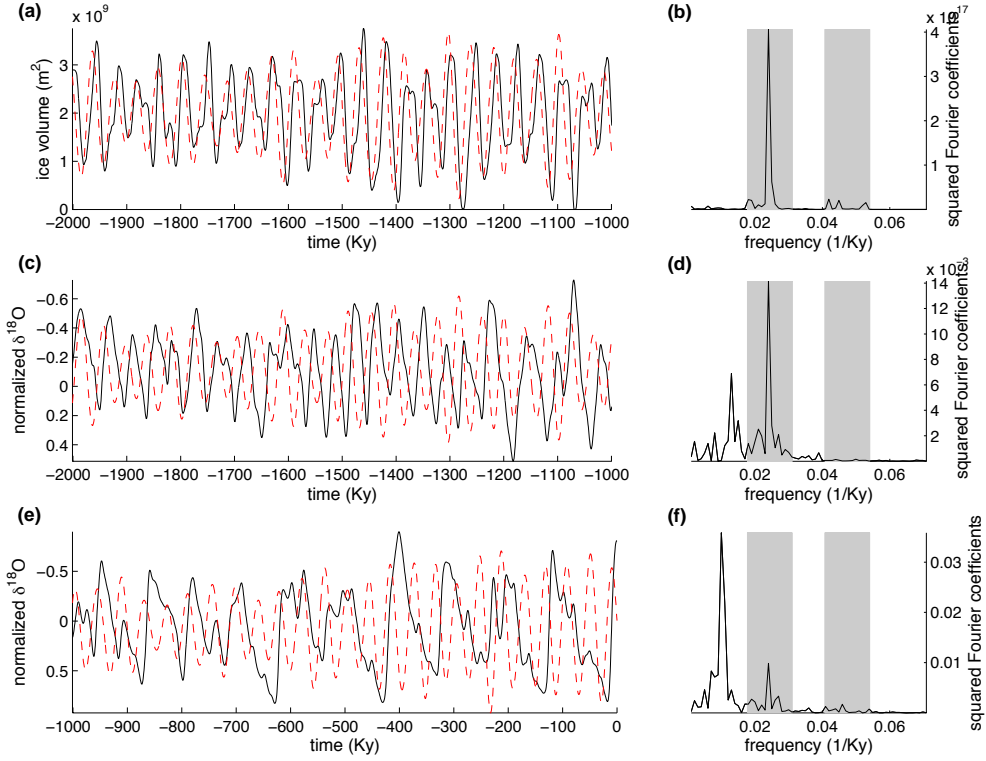 (a)
x 10^9
ice volume (m^2)
3
2
1
0
−2000 −1900 −1800 −1700 −1600 −1500 −1400 −1300 −1200 −1100 −1000
time (Ky)
(b)
x 10^17
4
3
2
1
squared Fourier coefficients
0.02 0.04 0.06
frequency (1/Ky)
(c)
normalized δ^18O
−0.6
−0.4
−0.2
0
0.2
0.4
−2000 −1900 −1800 −1700 −1600 −1500 −1400 −1300 −1200 −1100 −1000
time (Ky)
(d)
x 10^−3
14
12
10
8
6
4
2
squared Fourier coefficients
0.02 0.04 0.06
frequency (1/Ky)
(e)
normalized δ^18O
−0.5
0
0.5
−1000 −900 −800 −700 −600 −500 −400 −300 −200 −100 0
time (Ky)
(f)
0.03
0.02
0.01
squared Fourier coefficients
0.02 0.04 0.06
frequency (1/Ky)